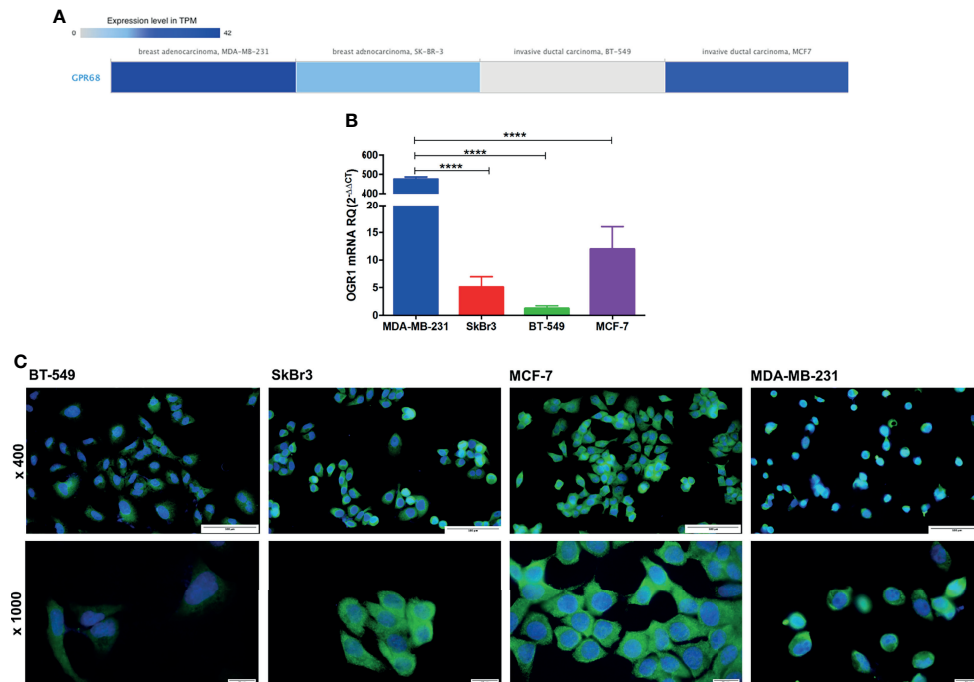 A
Expression level in TPM
0 42
breast adenocarcinoma, MDA-MB-231 breast adenocarcinoma, SK-BR-3 invasive ductal carcinoma, BT-549 invasive ductal carcinoma, MCF7
GPR68
B
****
****
****
OGR1 mRNA RQ(2^-ΔΔCT)
600
500
400
20
15
10
5
0
MDA-MB-231 SkBr3 BT-549 MCF-7
C
BT-549 SkBr3 MCF-7 MDA-MB-231
x 400
x 1000